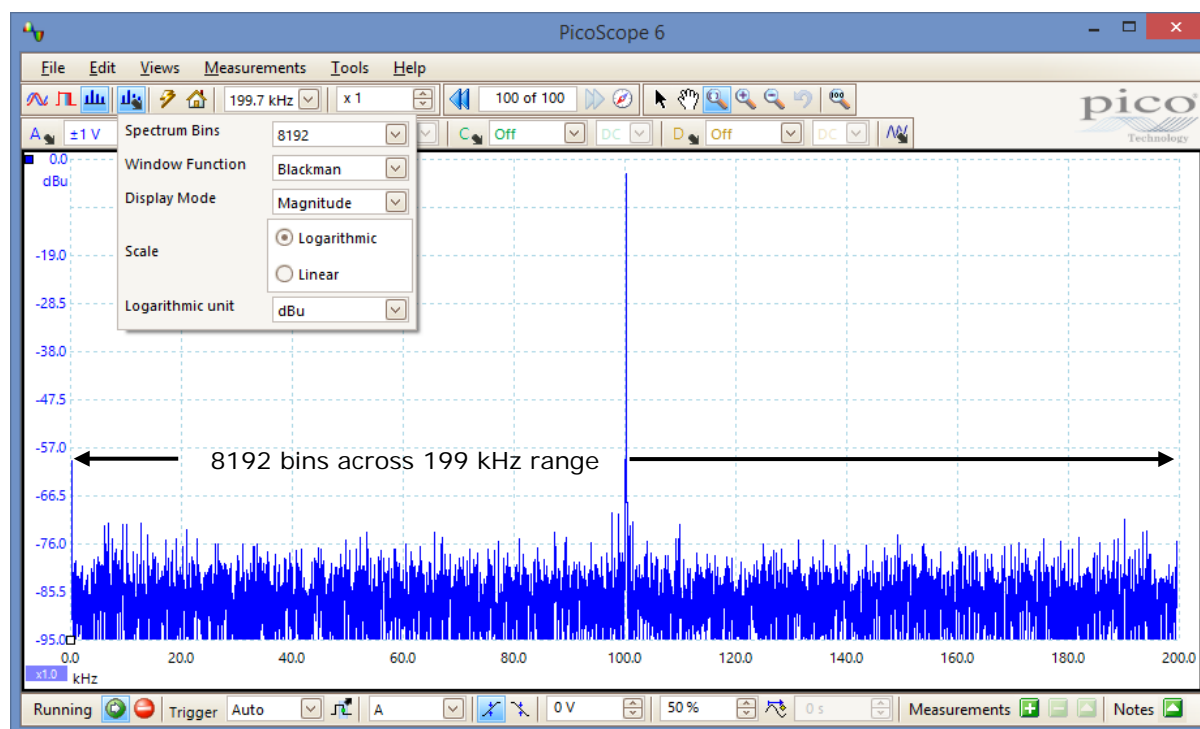 PicoScope 6
File Edit Views Measurements Tools Help
199.7 kHz x 1 100 of 100
pico
Technology
A ±1 V DC C Off DC D Off DC
Spectrum Bins 8192
Window Function Blackman
Display Mode Magnitude
Scale Logarithmic
Linear
Logarithmic unit dBu
0.0
dBu
-19.0
-28.5
-38.0
-47.5
-57.0
8192 bins across 199 kHz range
-66.5
-76.0
-85.5
-95.0
0.0 20.0 40.0 60.0 80.0 100.0 120.0 140.0 160.0 180.0 200.0
x1.0 kHz
Running Trigger Auto A 0 V 50 % 0 s Measurements Notes